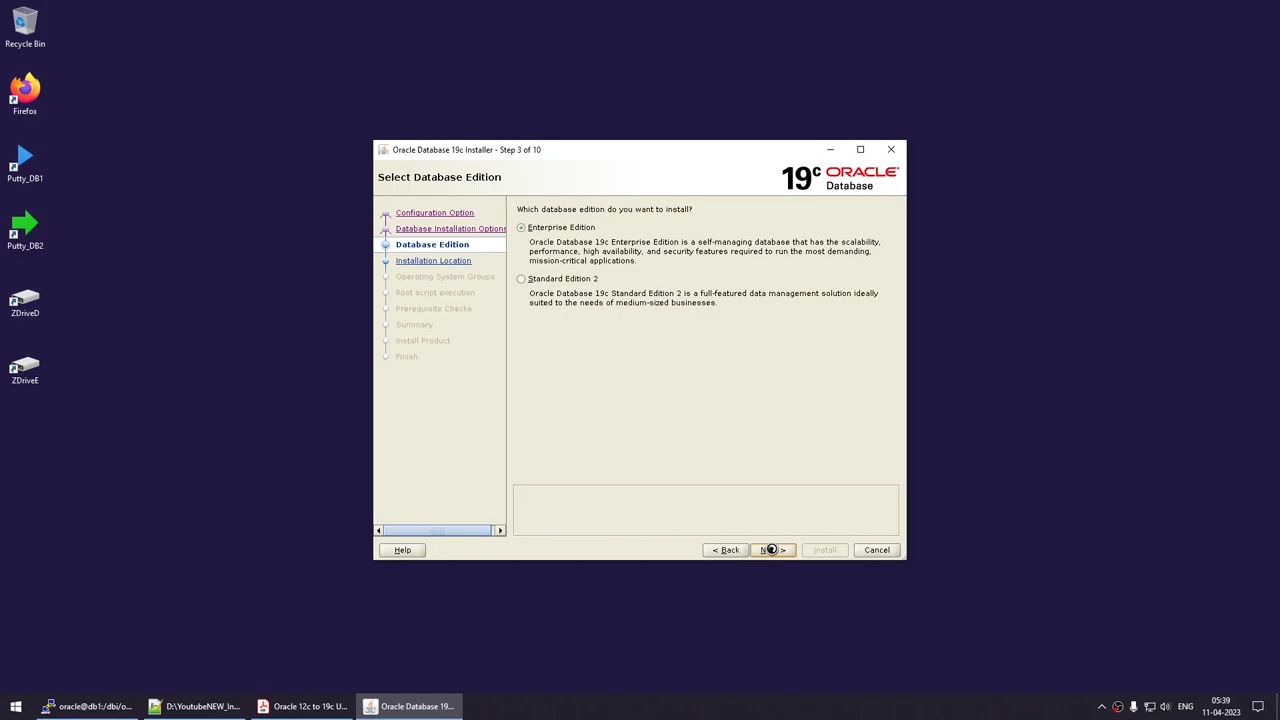 Recycle Bin
Firefox
Putty_DB1
Putty_DB2
ZDriveD
ZDriveE
Oracle Database 19c Installer - Step 3 of 10
Select Database Edition
19c ORACLE
Database
Configuration Option
Database Installation Options
Database Edition
Installation Location
Operating System Groups
Root script execution
Prerequisite Checks
Summary
Install Product
Finish
Which database edition do you want to install?
Enterprise Edition
Oracle Database 19c Enterprise Edition is a self-managing database that has the scalability,
performance, high availability, and security features required to run the most demanding,
mission-critical applications.
Standard Edition 2
Oracle Database 19c Standard Edition 2 is a full-featured data management solution ideally
suited to the needs of medium-sized businesses.
Help
< Back
>
Install
Cancel
oracle@db1:/dbi/o...
D:\YoutubeNEW_In...
Oracle 12c to 19c U...
Oracle Database 19...
ENG
05:39
11-04-2023